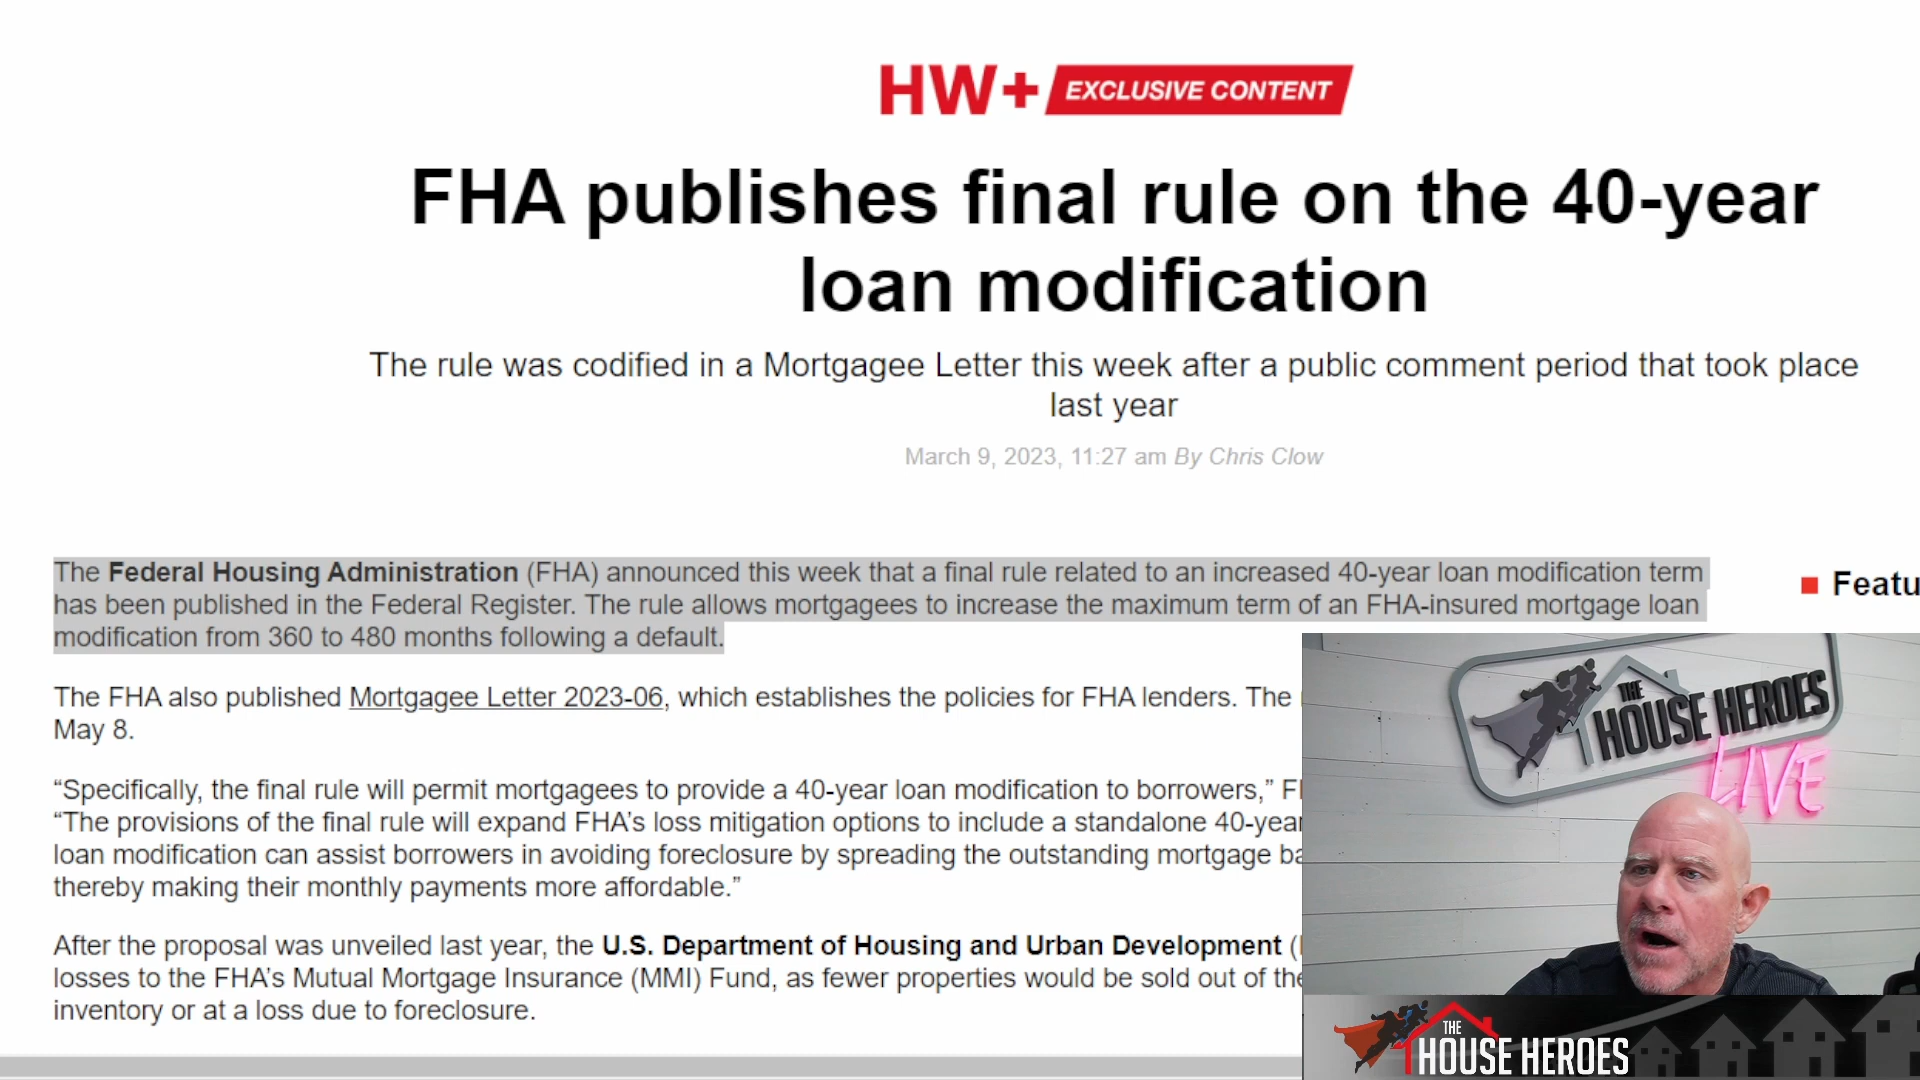 HW+ EXCLUSIVE CONTENT
FHA publishes final rule on the 40-year
loan modification
The rule was codified in a Mortgagee Letter this week after a public comment period that took place
last year
March 9, 2023, 11:27 am By Chris Clow
The Federal Housing Administration (FHA) announced this week that a final rule related to an increased 40-year loan modification term
has been published in the Federal Register. The rule allows mortgagees to increase the maximum term of an FHA-insured mortgage loan
modification from 360 to 480 months following a default.
Featu
The FHA also published Mortgagee Letter 2023-06, which establishes the policies for FHA lenders. The
May 8.
“Specifically, the final rule will permit mortgagees to provide a 40-year loan modification to borrowers,”
“The provisions of the final rule will expand FHA’s loss mitigation options to include a standalone 40-year
loan modification can assist borrowers in avoiding foreclosure by spreading the outstanding mortgage
thereby making their monthly payments more affordable.”
After the proposal was unveiled last year, the U.S. Department of Housing and Urban Development (
losses to the FHA’s Mutual Mortgage Insurance (MMI) Fund, as fewer properties would be sold out of the
inventory or at a loss due to foreclosure.
THE
HOUSE HEROES
LIVE
THE
HOUSE HEROES